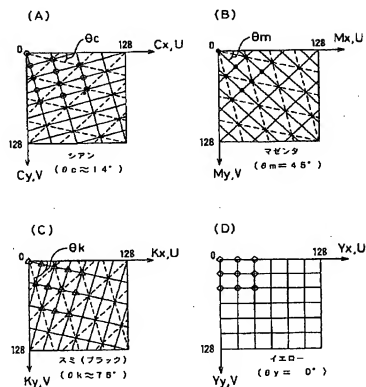 (A)
θc
128
Cx,U
0
128
シアン
Cy,V
(θc≈14°)
(B)
θm
128
Mx,U
0
128
マゼンタ
My,V
(θm=45°)
(C)
θk
128
Kx,U
0
128
スミ(ブラック)
Ky,V
(θk≈76°)
(D)
128
Yx,U
0
128
イエロー
Yy,V
(θy= 0°)